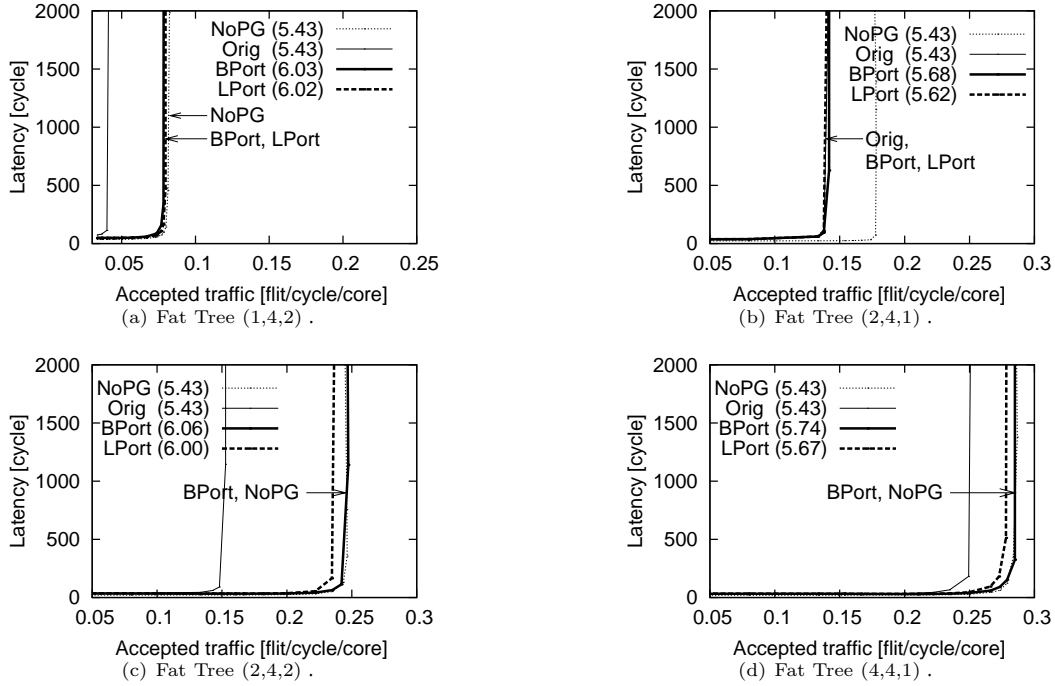 2000
1500
1000
500
0
Latency [cycle]
NoPG (5.43)
Orig (5.43)
BPort (6.03)
LPort (6.02)
NoPG
BPort, LPort
0.05 0.1 0.15 0.2 0.25
Accepted traffic [flit/cycle/core]
(a) Fat Tree (1,4,2) .
2000
1500
1000
500
0
Latency [cycle]
NoPG (5.43)
Orig (5.43)
BPort (5.68)
LPort (5.62)
Orig,
BPort, LPort
0.05 0.1 0.15 0.2 0.25 0.3
Accepted traffic [flit/cycle/core]
(b) Fat Tree (2,4,1) .
2000
1500
1000
500
0
Latency [cycle]
NoPG (5.43)
Orig (5.43)
BPort (6.06)
LPort (6.00)
BPort, NoPG
0.05 0.1 0.15 0.2 0.25 0.3
Accepted traffic [flit/cycle/core]
(c) Fat Tree (2,4,2) .
2000
1500
1000
500
0
Latency [cycle]
NoPG (5.43)
Orig (5.43)
BPort (5.74)
LPort (5.67)
BPort, NoPG
0.05 0.1 0.15 0.2 0.25 0.3
Accepted traffic [flit/cycle/core]
(d) Fat Tree (4,4,1) .